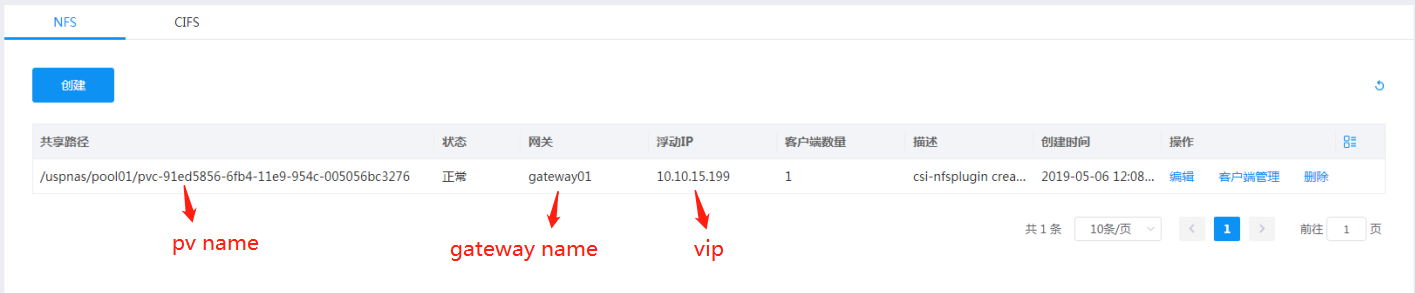 NFS CIFS
创建
共享路径 状态 网关 浮动IP 客户端数量 描述 创建时间 操作
/uspnas/pool01/pvc-91ed5856-6fb4-11e9-954c-005056bc3276 正常 gateway01 10.10.15.199 1 csi-nfsplugin crea... 2019-05-06 12:08... 编辑 客户端管理 删除
pv name gateway name vip
共 1 条 10条/页 1 前往 1 页